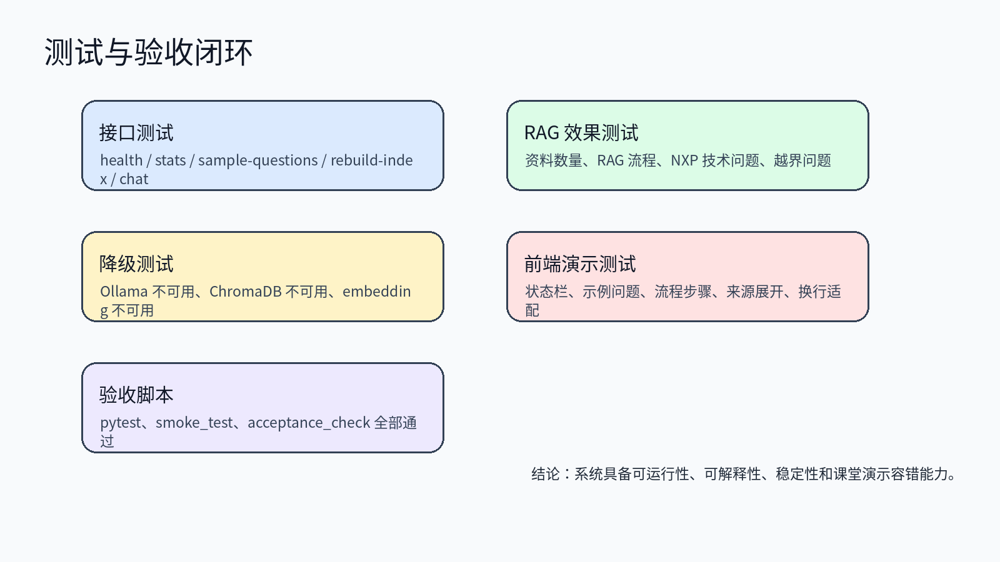 测试与验收闭环
接口测试
health / stats / sample-questions / rebuild-inde
x / chat
RAG 效果测试
资料数量、RAG 流程、NXP 技术问题、越界问题
降级测试
Ollama 不可用、ChromaDB 不可用、embeddin
g 不可用
前端演示测试
状态栏、示例问题、流程步骤、来源展开、换行适
配
验收脚本
pytest、smoke_test、acceptance_check 全部通
过
结论：系统具备可运行性、可解释性、稳定性和课堂演示容错能力。